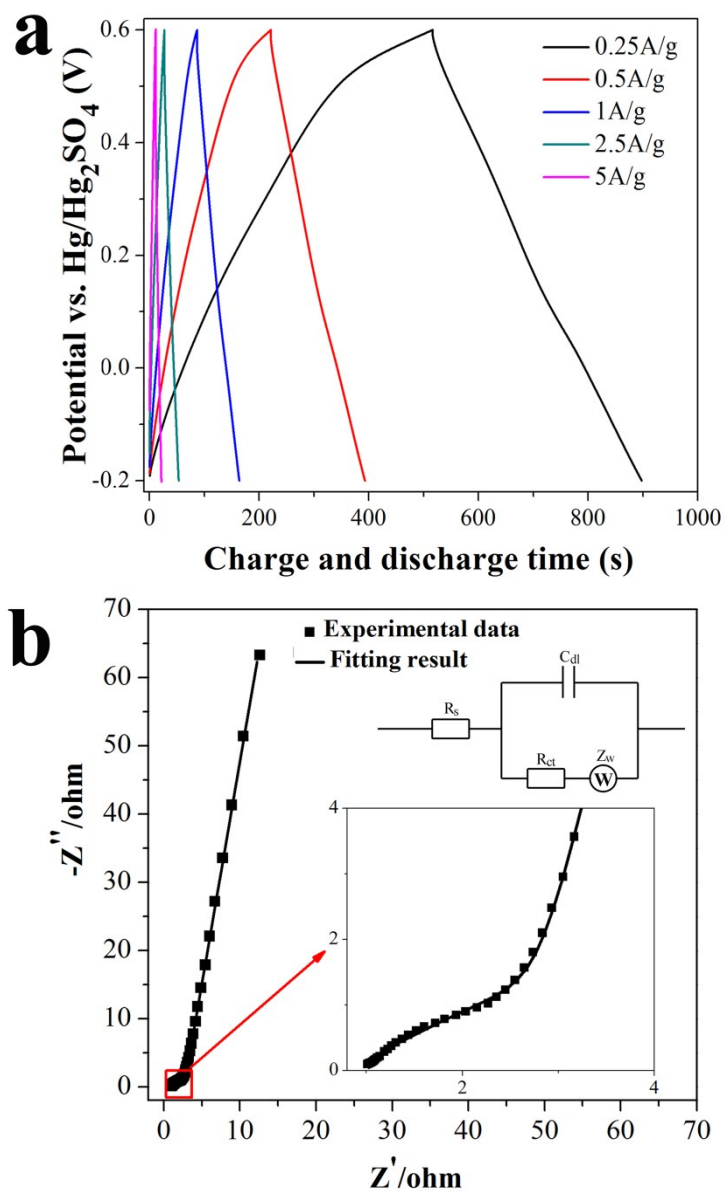 a
Potential vs. Hg/Hg2SO4 (V)
0.6
0.4
0.2
0.0
-0.2
0.25A/g
0.5A/g
1A/g
2.5A/g
5A/g
0 200 400 600 800 1000
Charge and discharge time (s)
b
-Z''/ohm
70
60
50
40
30
20
10
0
Experimental data
Fitting result
Cdl
Rs
Rct
Zw
W
4
2
0
2 4
0 10 20 30 40 50 60 70
Z'/ohm